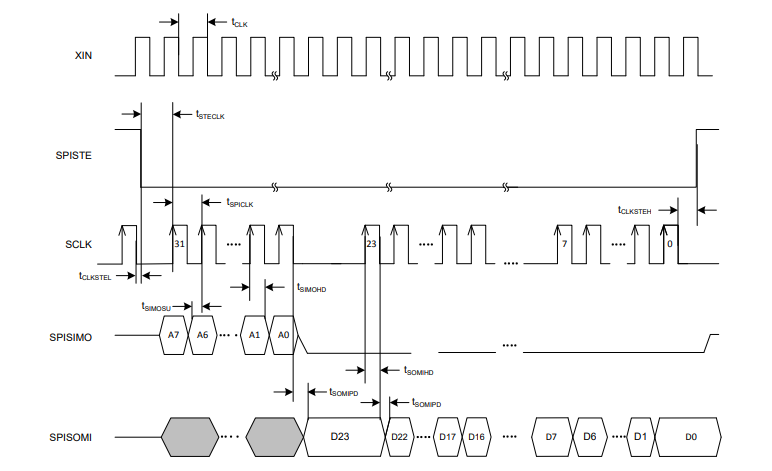 tCLK
XIN
tSTECLK
SPISTE
tSPICLK
tCLKSTEH
SCLK 31 .... 23 .... .... 7 .... 0
tCLKSTEL
tSIMOHD
tSIMOSU
SPISIMO A7 A6 ... A1 A0 ....
tSOMIHD
tSOMIPD
tSOMIPD
SPISOMI .... D23 D22 .... D17 D16 .... D7 D6 .... D1 D0